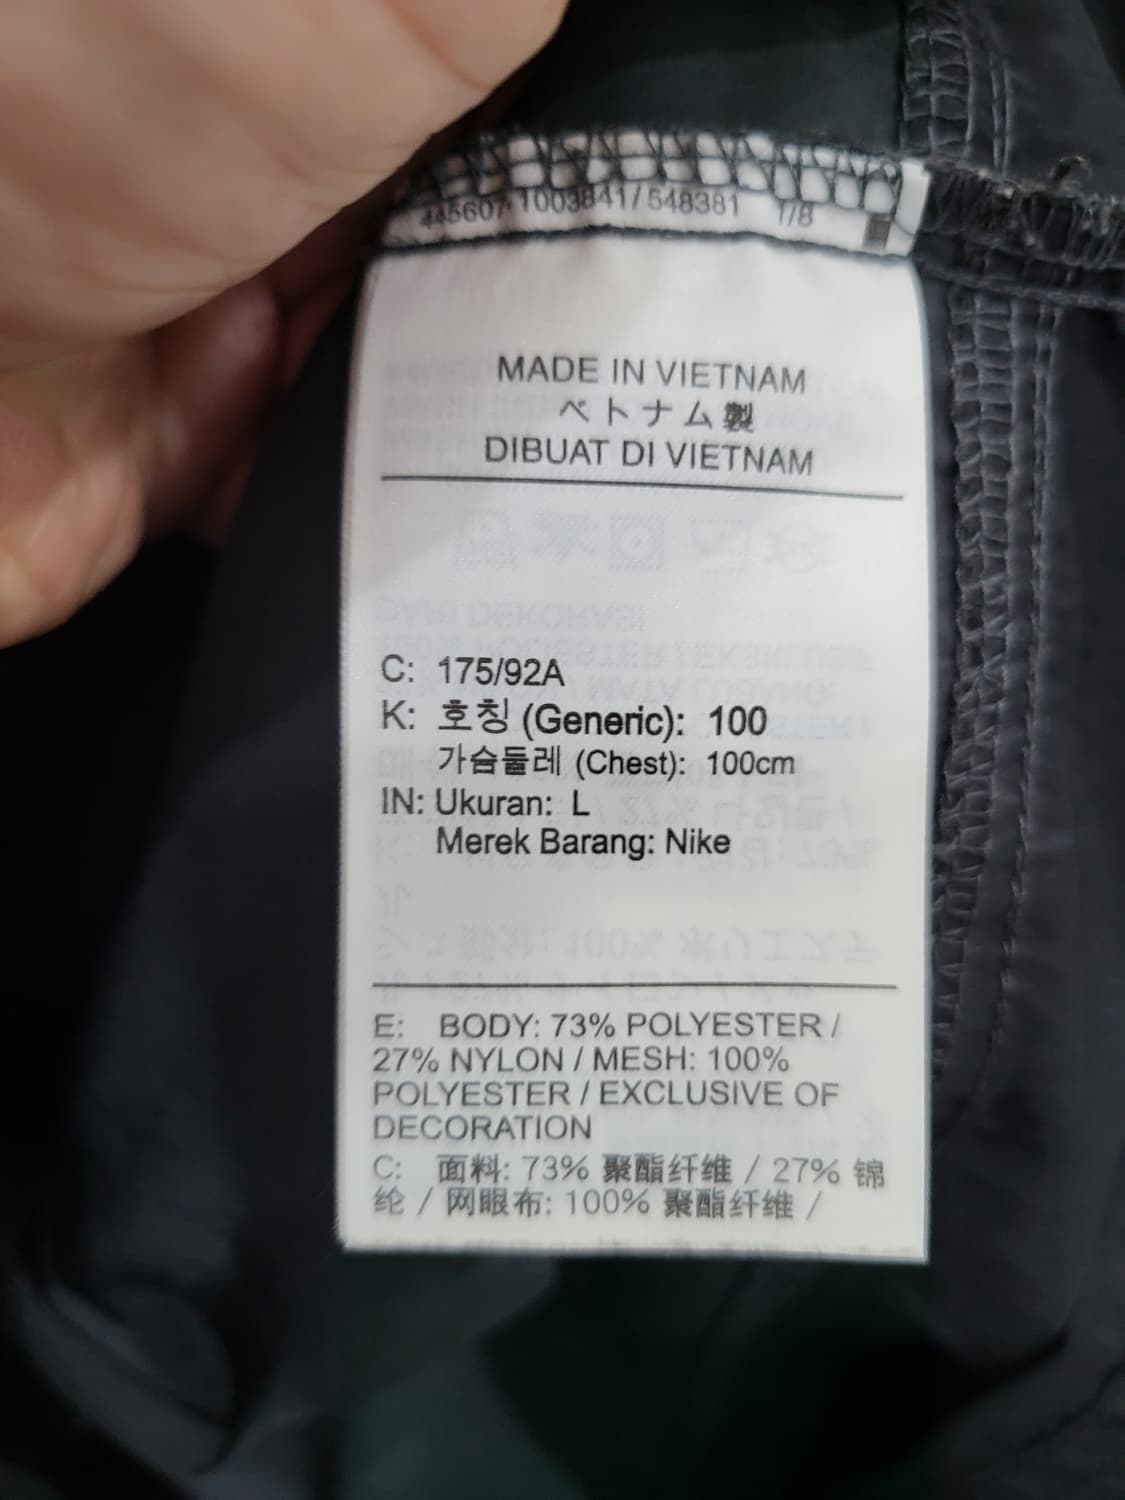 445607 1003841/548381 1/8
MADE IN VIETNAM
ベトナム製
DIBUAT DI VIETNAM
C: 175/92A
K: 호칭 (Generic): 100
가슴둘레 (Chest): 100cm
IN: Ukuran: L
Merek Barang: Nike
E: BODY: 73% POLYESTER /
27% NYLON / MESH: 100%
POLYESTER / EXCLUSIVE OF
DECORATION
C: 面料: 73% 聚酯纤维 / 27% 锦
纶 / 网眼布: 100% 聚酯纤维 /